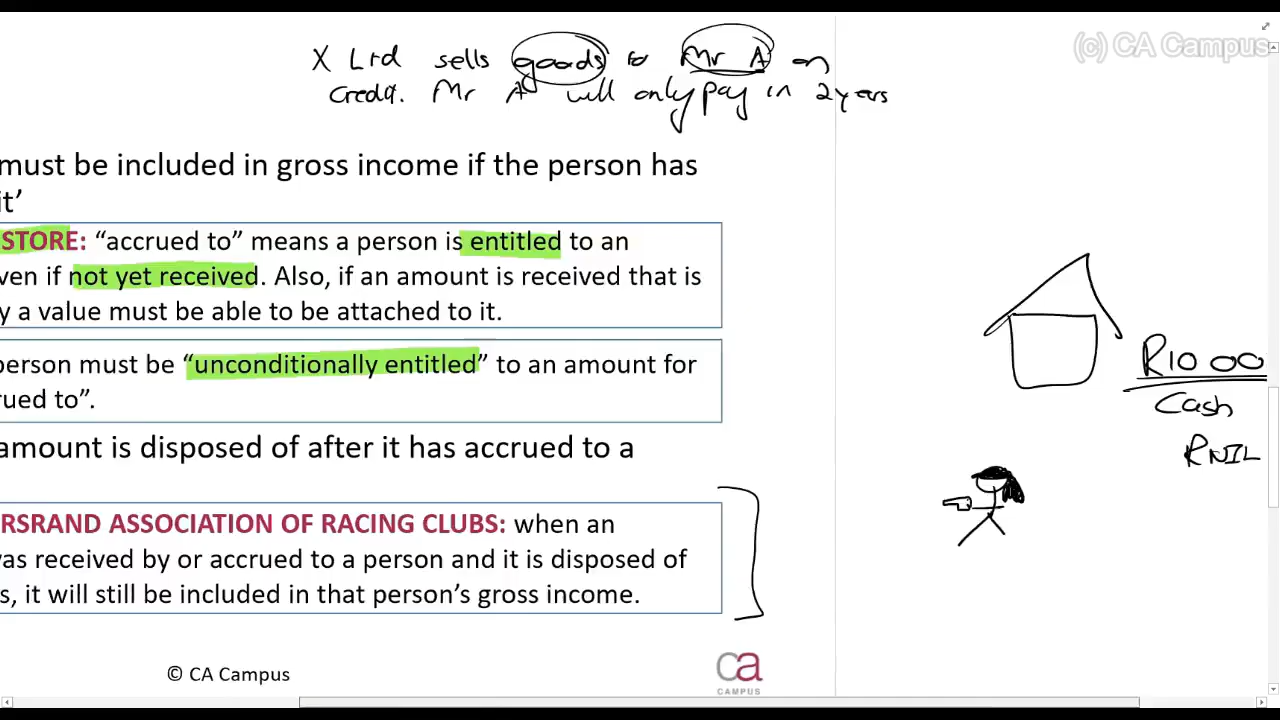 (c) CA Campus
X Ltd sells goods to Mr A on
Credit. Mr A will only pay in 2 years
must be included in gross income if the person has
it’
STORE: “accrued to” means a person is entitled to an
ven if not yet received. Also, if an amount is received that is
y a value must be able to be attached to it.
person must be “unconditionally entitled” to an amount for
rued to”.
amount is disposed of after it has accrued to a
RSRAND ASSOCIATION OF RACING CLUBS: when an
vas received by or accrued to a person and it is disposed of
s, it will still be included in that person’s gross income.
R10 00
Cash
RNIL
© CA Campus
ca
CAMPUS